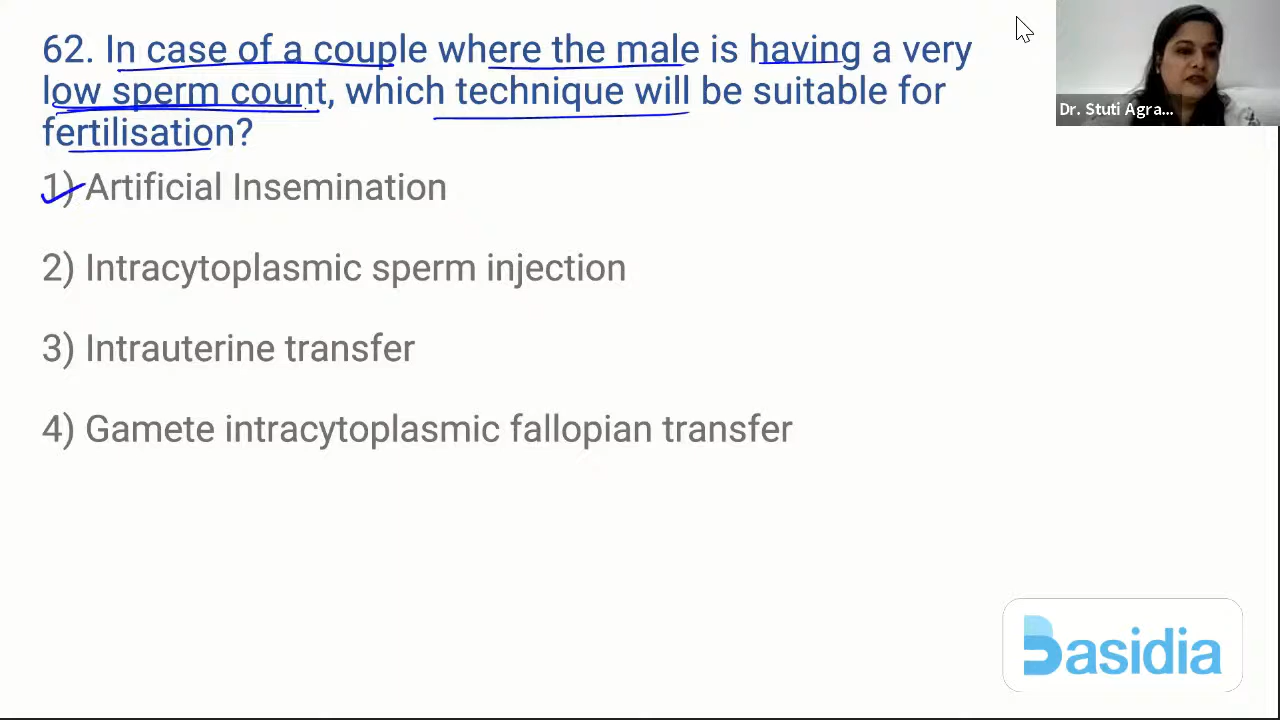 62. In case of a couple where the male is having a very
low sperm count, which technique will be suitable for
fertilisation?
1) Artificial Insemination
2) Intracytoplasmic sperm injection
3) Intrauterine transfer
4) Gamete intracytoplasmic fallopian transfer
Dr. Stuti Agra...
Basidia